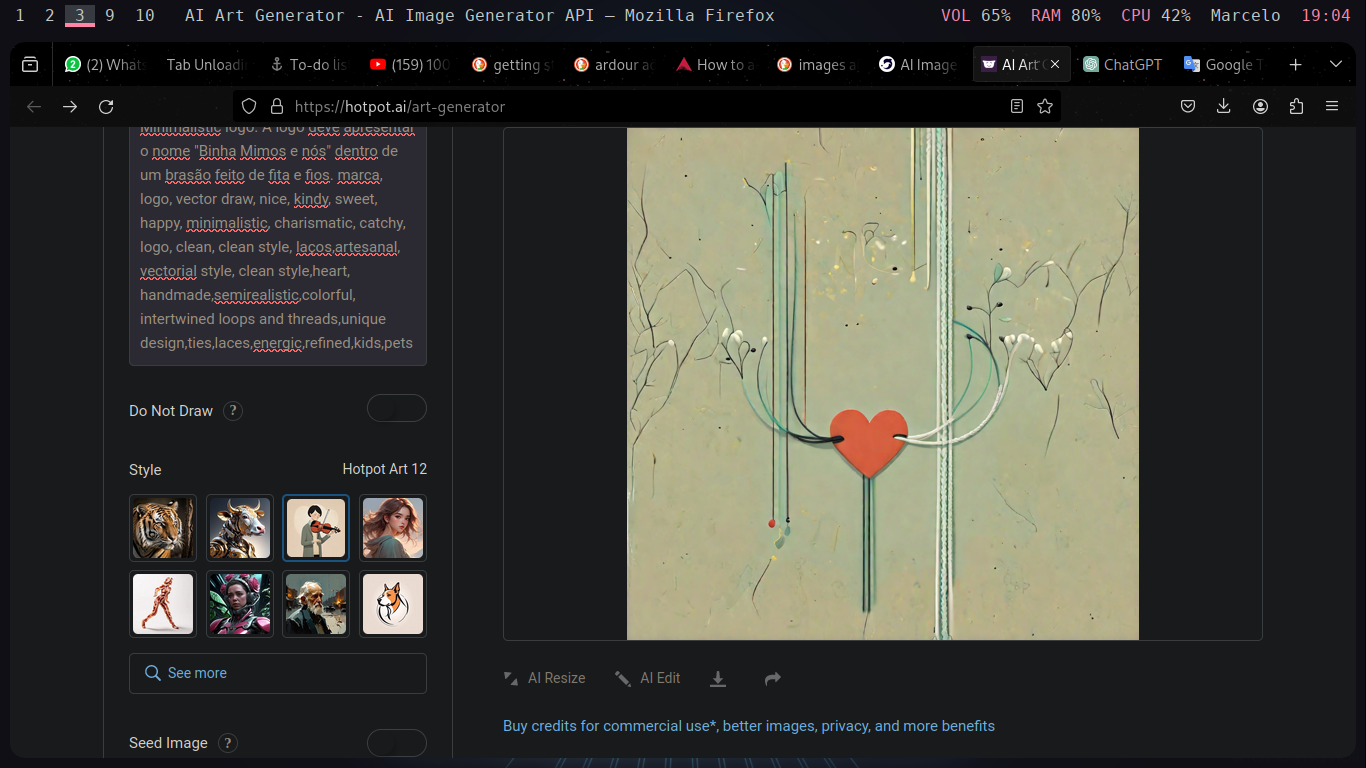 1 2 3 9 10 AI Art Generator - AI Image Generator API — Mozilla Firefox VOL 65% RAM 80% CPU 42% Marcelo 19:04
(2) Whats Tab Unloadi To-do lis (159) 100 getting s ardour ac How to a images a AI Image AI Art G ChatGPT Google T
https://hotpot.ai/art-generator
Minimalistic logo. A logo deve apresentar
o nome "Binha Mimos e nós" dentro de
um brasão feito de fita e fios. marca,
logo, vector draw, nice, kindy, sweet,
happy, minimalistic, charismatic, catchy,
logo, clean, clean style, lacos,artesanal,
vectorial style, clean style,heart,
handmade,semirealistic,colorful,
intertwined loops and threads,unique
design,ties,laces,energic,refined,kids,pets
Do Not Draw ?
Style Hotpot Art 12
See more
Seed Image ?
AI Resize AI Edit
Buy credits for commercial use*, better images, privacy, and more benefits